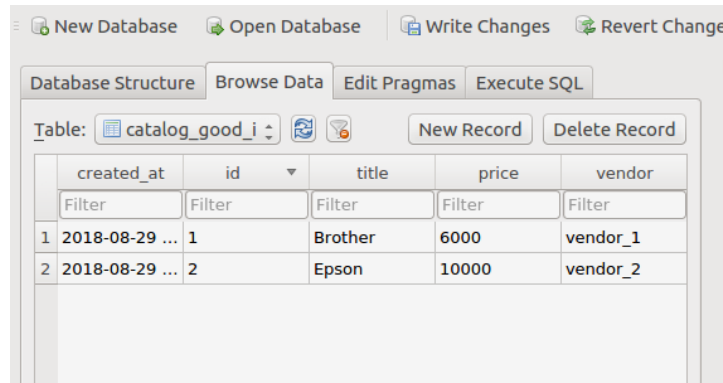 New Database Open Database Write Changes Revert Change
Database Structure Browse Data Edit Pragmas Execute SQL
Table: catalog_good_i New Record Delete Record
created_at id title price vendor
Filter Filter Filter Filter Filter
1 2018-08-29 ... 1 Brother 6000 vendor_1
2 2018-08-29 ... 2 Epson 10000 vendor_2